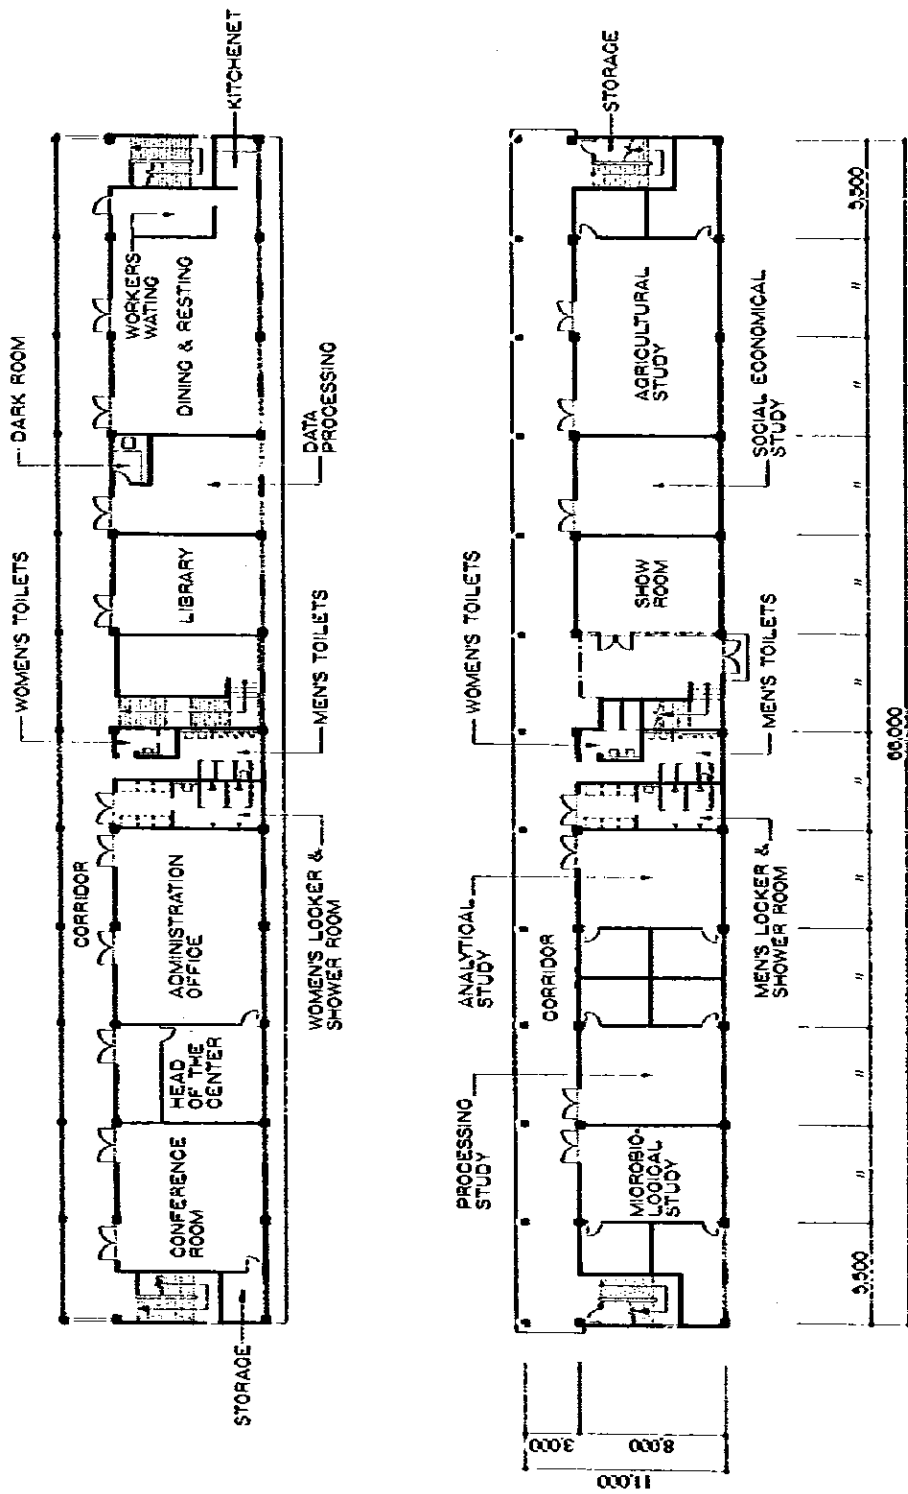 STORAGE
CONFERENCE
ROOM
HEAD
OF THE
CENTER
ADMINISTRATION
OFFICE
CORRIDOR
WOMEN'S LOCKER &
SHOWER ROOM
WOMEN'S TOILETS
MEN'S TOILETS
LIBRARY
DARK ROOM
DATA
PROCESSING
WORKERS
WATING
DINING & RESTING
KITCHENET
PROCESSING
STUDY
MICROBIO-
LOGICAL
STUDY
ANALYTICAL
STUDY
CORRIDOR
MEN'S LOCKER &
SHOWER ROOM
WOMEN'S TOILETS
MEN'S TOILETS
SHOW
ROOM
SOCIAL ECONOMICAL
STUDY
AGRICULTURAL
STUDY
STORAGE
3,000
8,000
11,000
5,500
"
"
"
"
"
"
"
"
"
"
5,500
66,000